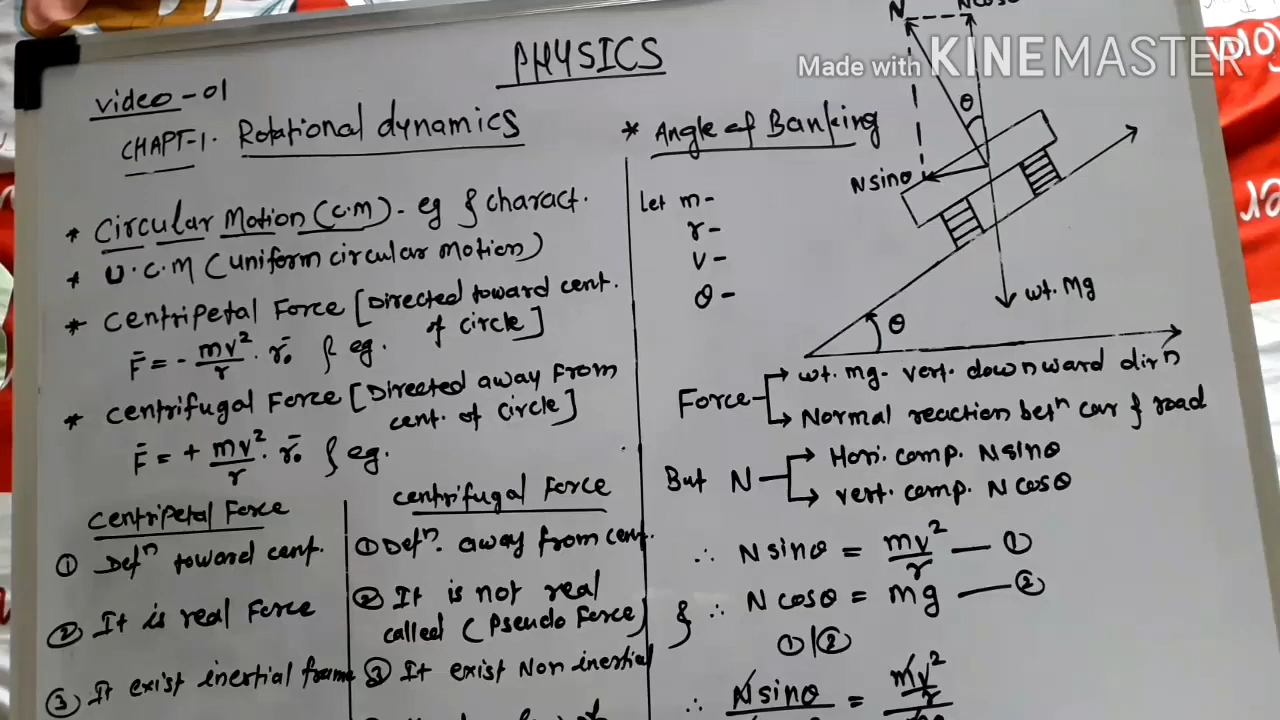 PHYSICS
Made with KINEMASTER
video-01
CHAPT-1. Rotational dynamics
* Circular Motion (C.M) - eg & charact.
* U.C.M (uniform circular motion)
* Centripetal Force [Directed toward cent. of circle]
F̄ = - mv²/r . r̄₀ & eg.
* Centrifugal Force [Directed away from cent. of circle]
F̄ = + mv²/r . r̄₀ & eg.
Centripetal Force
① Defⁿ toward cent.
② It is real Force
③ It exist inertial frame
Centrifugal Force
① Defⁿ. away from cent.
② It is not real called (Pseudo Force)
③ It exist Non inertial
* Angle of Banking
Let m-
r-
v-
θ-
N
N cosθ
θ
N sinθ
wt. Mg
θ
Force → wt. mg- vert. downward dirⁿ
→ Normal reaction betⁿ car & road
But N → Hori. comp. N sinθ
→ vert. comp. N cosθ
∴ N sinθ = mv²/r — ①
& ∴ N cosθ = mg — ②
①/②
∴ N sinθ = mv²/r